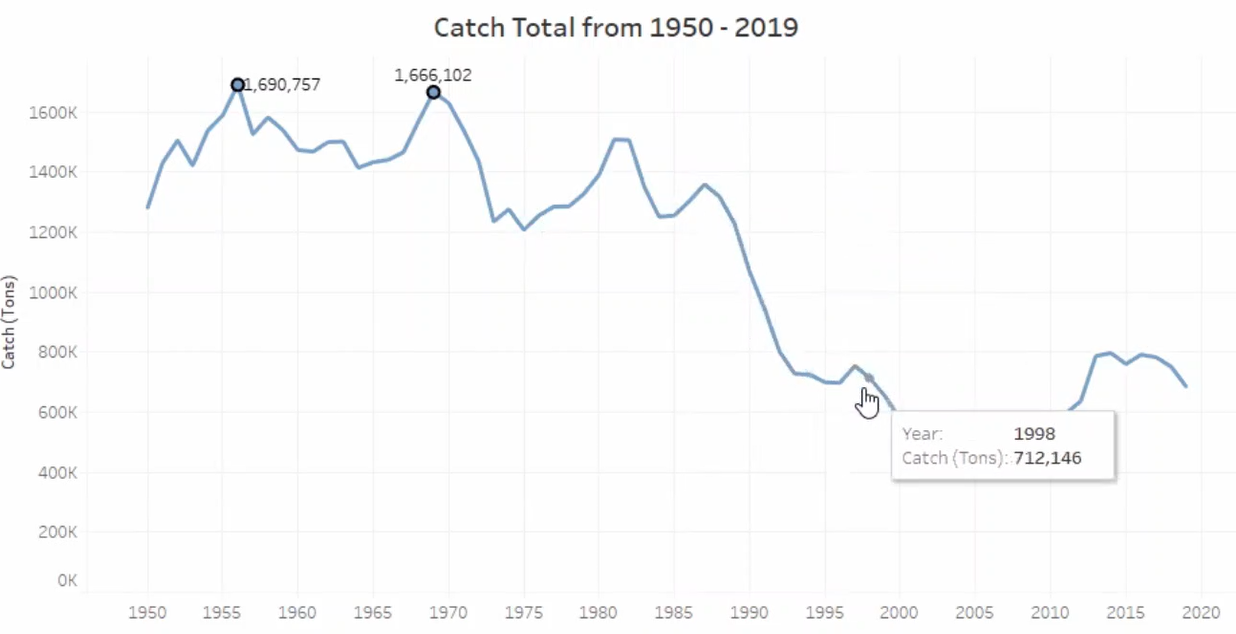 Catch Total from 1950 - 2019
1,690,757
1,666,102
1600K
1400K
1200K
1000K
800K
600K
400K
200K
0K
Catch (Tons)
Year: 1998
Catch (Tons): 712,146
1950 1955 1960 1965 1970 1975 1980 1985 1990 1995 2000 2005 2010 2015 2020